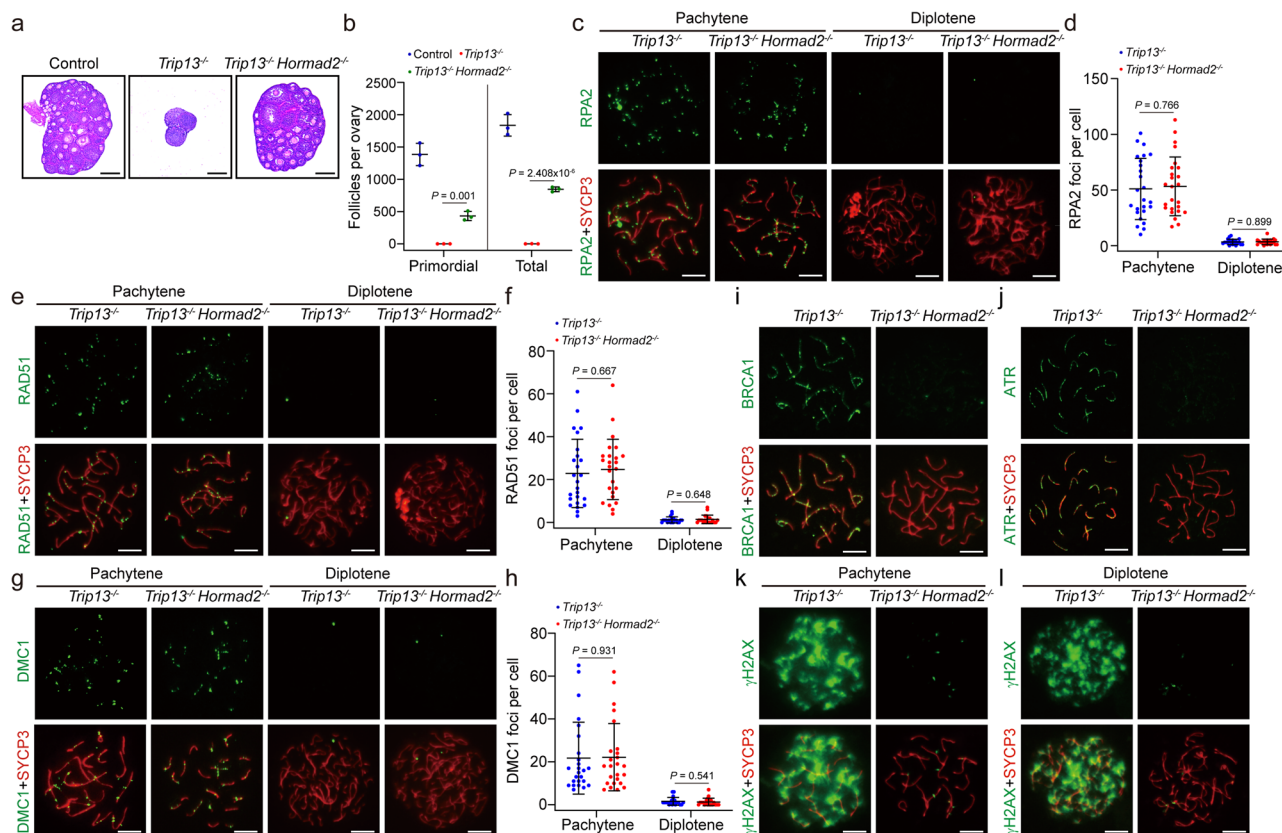 a
Control
Trip13-/-
Trip13-/- Hormad2-/-
b
Control
Trip13-/-
Trip13-/- Hormad2-/-
Follicles per ovary
2500
2000
1500
1000
500
0
P = 0.001
P = 2.408x10-6
Primordial
Total
c
Pachytene
Diplotene
Trip13-/-
Trip13-/- Hormad2-/-
Trip13-/-
Trip13-/- Hormad2-/-
RPA2
RPA2+SYCP3
d
Trip13-/-
Trip13-/- Hormad2-/-
RPA2 foci per cell
150
100
50
0
P = 0.766
P = 0.899
Pachytene
Diplotene
e
Pachytene
Diplotene
Trip13-/-
Trip13-/- Hormad2-/-
Trip13-/-
Trip13-/- Hormad2-/-
RAD51
RAD51+SYCP3
f
Trip13-/-
Trip13-/- Hormad2-/-
RAD51 foci per cell
80
60
40
20
0
P = 0.667
P = 0.648
Pachytene
Diplotene
i
Trip13-/-
Trip13-/- Hormad2-/-
BRCA1
BRCA1+SYCP3
j
Trip13-/-
Trip13-/- Hormad2-/-
ATR
ATR+SYCP3
g
Pachytene
Diplotene
Trip13-/-
Trip13-/- Hormad2-/-
Trip13-/-
Trip13-/- Hormad2-/-
DMC1
DMC1+SYCP3
h
Trip13-/-
Trip13-/- Hormad2-/-
DMC1 foci per cell
80
60
40
20
0
P = 0.931
P = 0.541
Pachytene
Diplotene
k
Pachytene
Trip13-/-
Trip13-/- Hormad2-/-
γH2AX
γH2AX+SYCP3
l
Diplotene
Trip13-/-
Trip13-/- Hormad2-/-
γH2AX
γH2AX+SYCP3